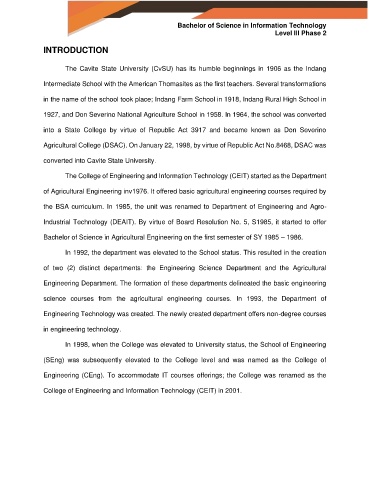 Bachelor of Science in Information Technology
Level III Phase 2
INTRODUCTION
The Cavite State University (CvSU) has its humble beginnings in 1906 as the Indang
Intermediate School with the American Thomasites as the first teachers. Several transformations
in the name of the school took place; Indang Farm School in 1918, Indang Rural High School in
1927, and Don Severino National Agriculture School in 1958. In 1964, the school was converted
into a State College by virtue of Republic Act 3917 and became known as Don Severino
Agricultural College (DSAC). On January 22, 1998, by virtue of Republic Act No.8468, DSAC was
converted into Cavite State University.
The College of Engineering and Information Technology (CEIT) started as the Department
of Agricultural Engineering inv1976. It offered basic agricultural engineering courses required by
the BSA curriculum. In 1985, the unit was renamed to Department of Engineering and Agro-
Industrial Technology (DEAIT). By virtue of Board Resolution No. 5, S1985, it started to offer
Bachelor of Science in Agricultural Engineering on the first semester of SY 1985 – 1986.
In 1992, the department was elevated to the School status. This resulted in the creation
of two (2) distinct departments: the Engineering Science Department and the Agricultural
Engineering Department. The formation of these departments delineated the basic engineering
science courses from the agricultural engineering courses. In 1993, the Department of
Engineering Technology was created. The newly created department offers non-degree courses
in engineering technology.
In 1998, when the College was elevated to University status, the School of Engineering
(SEng) was subsequently elevated to the College level and was named as the College of
Engineering (CEng). To accommodate IT courses offerings; the College was renamed as the
College of Engineering and Information Technology (CEIT) in 2001.